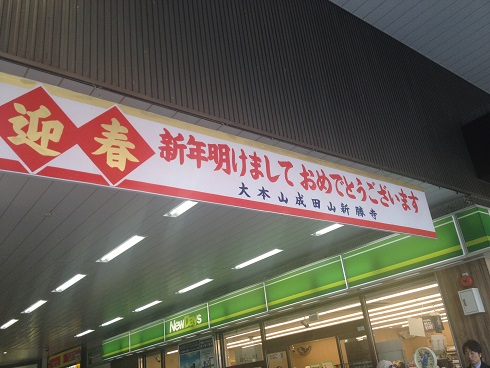 迎春
新年明けまして おめでとうございます
大本山成田山新勝寺
NewDays